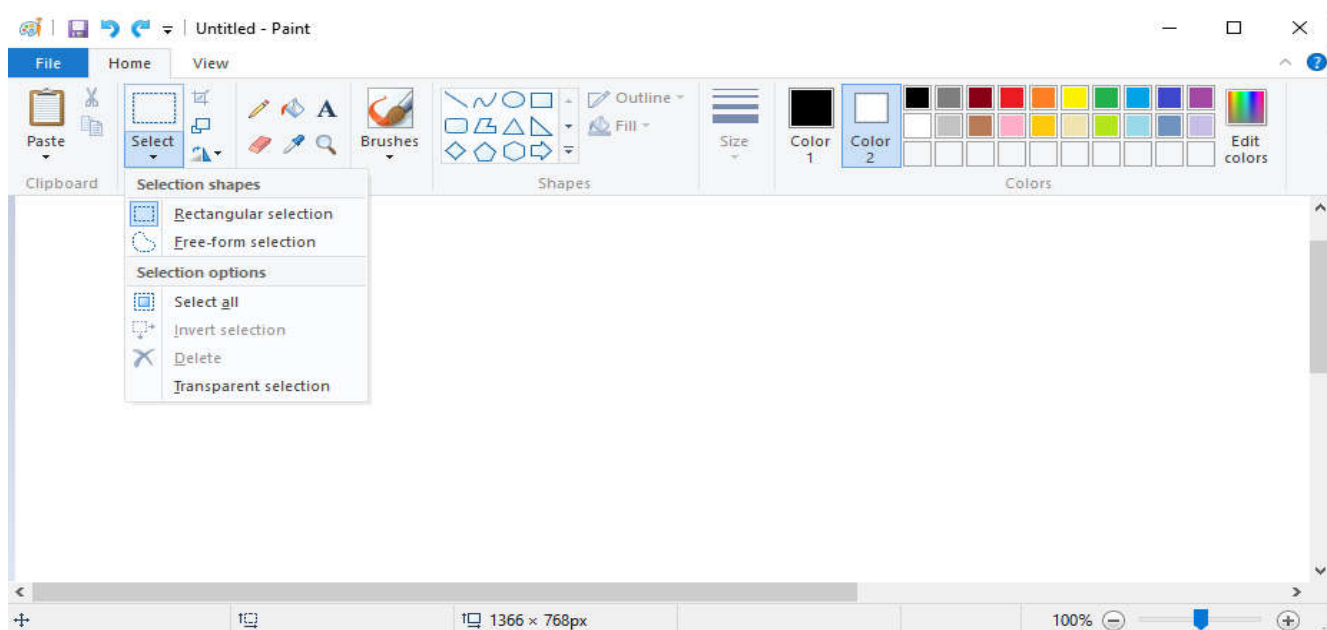 Untitled - Paint
File Home View
Paste
Select
A
Brushes
Outline
Fill
Size
Color 1
Color 2
Edit colors
Clipboard
Shapes
Colors
Selection shapes
Rectangular selection
Free-form selection
Selection options
Select all
Invert selection
Delete
Transparent selection
1366 × 768px
100%